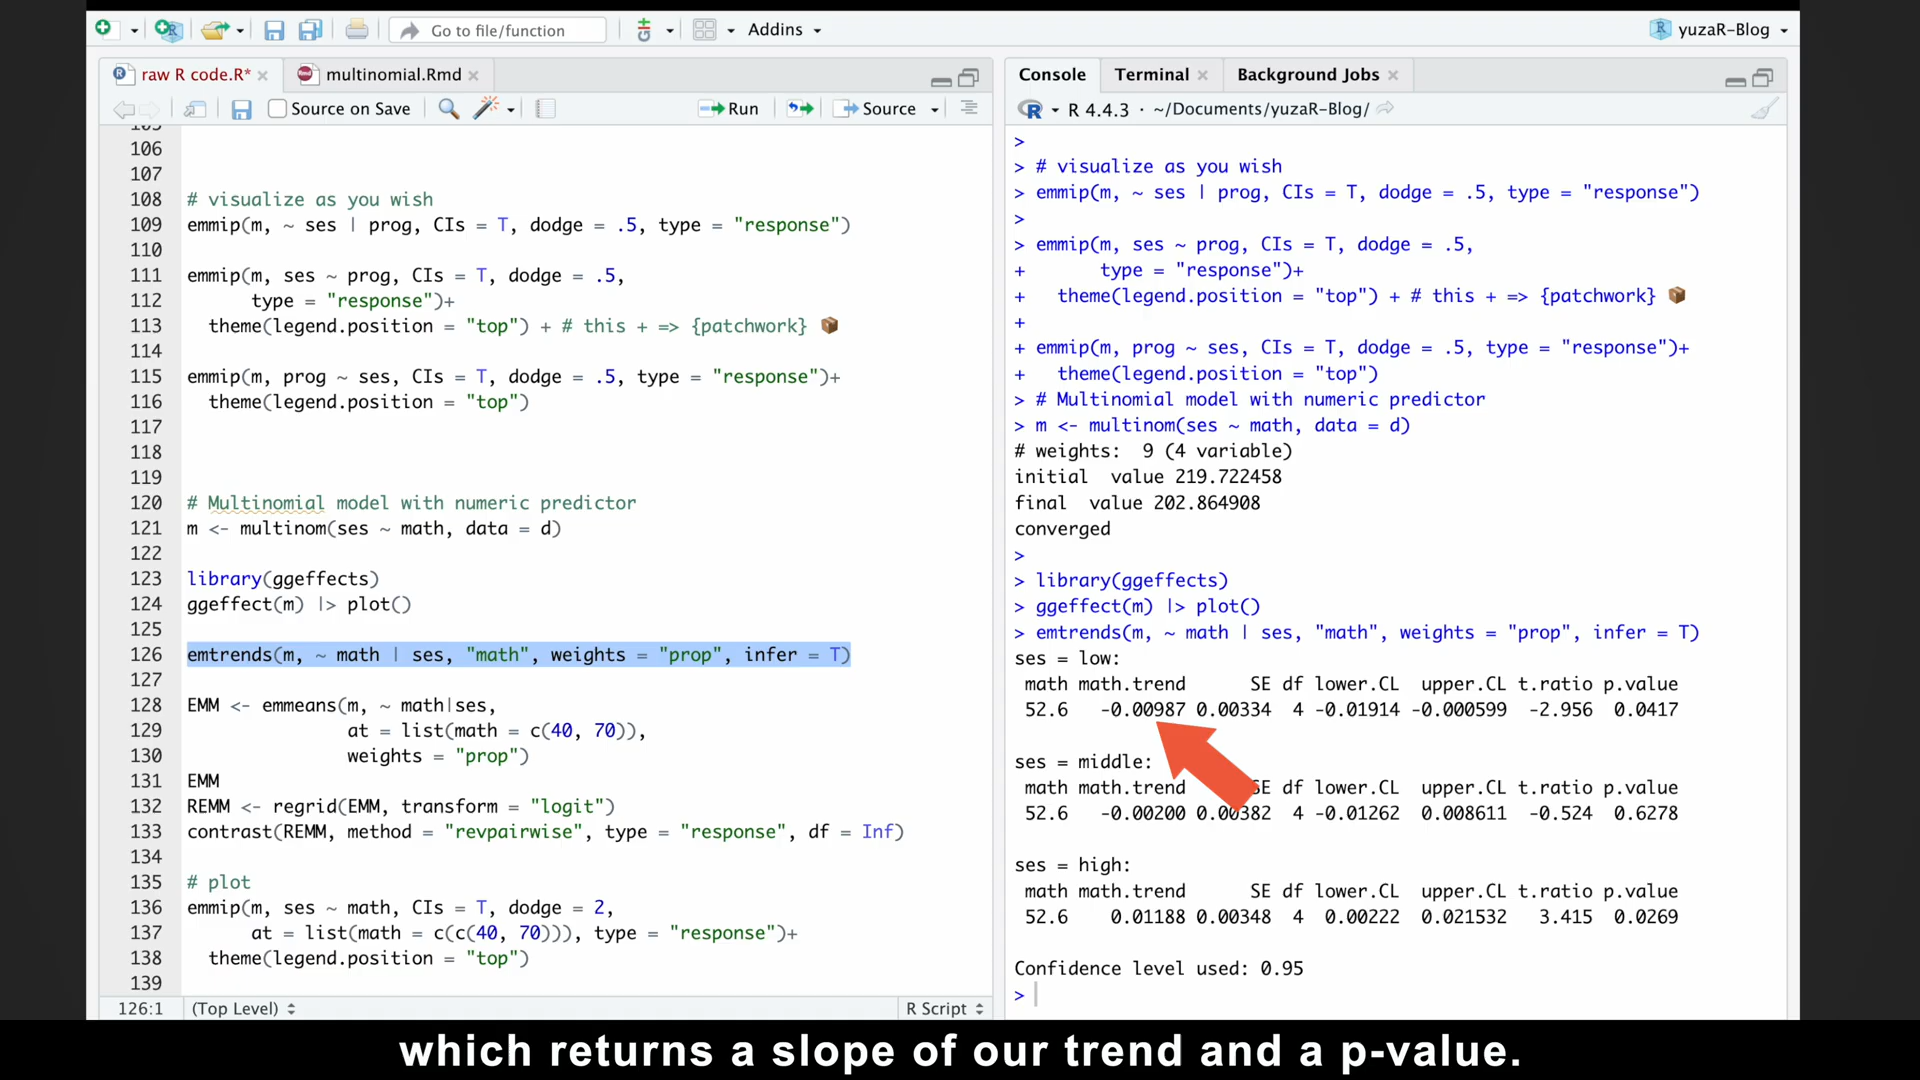 Go to file/function
Addins
yuzaR-Blog
raw R code.R*
multinomial.Rmd
Source on Save
Run
Source
105
106
107
108 # visualize as you wish
109 emmip(m, ~ ses | prog, CIs = T, dodge = .5, type = "response")
110
111 emmip(m, ses ~ prog, CIs = T, dodge = .5,
112 type = "response")+
113 theme(legend.position = "top") + # this + => {patchwork} 📦
114
115 emmip(m, prog ~ ses, CIs = T, dodge = .5, type = "response")+
116 theme(legend.position = "top")
117
118
119
120 # Multinomial model with numeric predictor
121 m <- multinom(ses ~ math, data = d)
122
123 library(ggeffects)
124 ggeffect(m) |> plot()
125
126 emtrends(m, ~ math | ses, "math", weights = "prop", infer = T)
127
128 EMM <- emmeans(m, ~ math|ses,
129 at = list(math = c(40, 70)),
130 weights = "prop")
131 EMM
132 REMM <- regrid(EMM, transform = "logit")
133 contrast(REMM, method = "revpairwise", type = "response", df = Inf)
134
135 # plot
136 emmip(m, ses ~ math, CIs = T, dodge = 2,
137 at = list(math = c(c(40, 70))), type = "response")+
138 theme(legend.position = "top")
139
126:1 (Top Level) R Script
Console
Terminal
Background Jobs
R 4.4.3 · ~/Documents/yuzaR-Blog/
>
> # visualize as you wish
> emmip(m, ~ ses | prog, CIs = T, dodge = .5, type = "response")
>
> emmip(m, ses ~ prog, CIs = T, dodge = .5,
+ type = "response")+
+ theme(legend.position = "top") + # this + => {patchwork} 📦
+
+ emmip(m, prog ~ ses, CIs = T, dodge = .5, type = "response")+
+ theme(legend.position = "top")
> # Multinomial model with numeric predictor
> m <- multinom(ses ~ math, data = d)
# weights: 9 (4 variable)
initial value 219.722458
final value 202.864908
converged
>
> library(ggeffects)
> ggeffect(m) |> plot()
> emtrends(m, ~ math | ses, "math", weights = "prop", infer = T)
ses = low:
math math.trend SE df lower.CL upper.CL t.ratio p.value
52.6 -0.00987 0.00334 4 -0.01914 -0.000599 -2.956 0.0417
ses = middle:
math math.trend SE df lower.CL upper.CL t.ratio p.value
52.6 -0.00200 0.00382 4 -0.01262 0.008611 -0.524 0.6278
ses = high:
math math.trend SE df lower.CL upper.CL t.ratio p.value
52.6 0.01188 0.00348 4 0.00222 0.021532 3.415 0.0269
Confidence level used: 0.95
>
which returns a slope of our trend and a p-value.